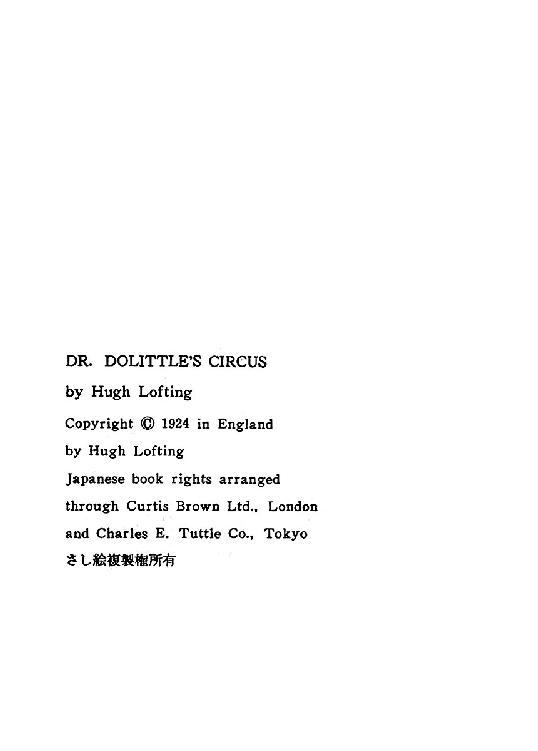 DR. DOLITTLE'S CIRCUS
by Hugh Lofting
Copyright © 1924 in England
by Hugh Lofting
Japanese book rights arranged
through Curtis Brown Ltd., London
and Charles E. Tuttle Co., Tokyo
さし絵複製権所有